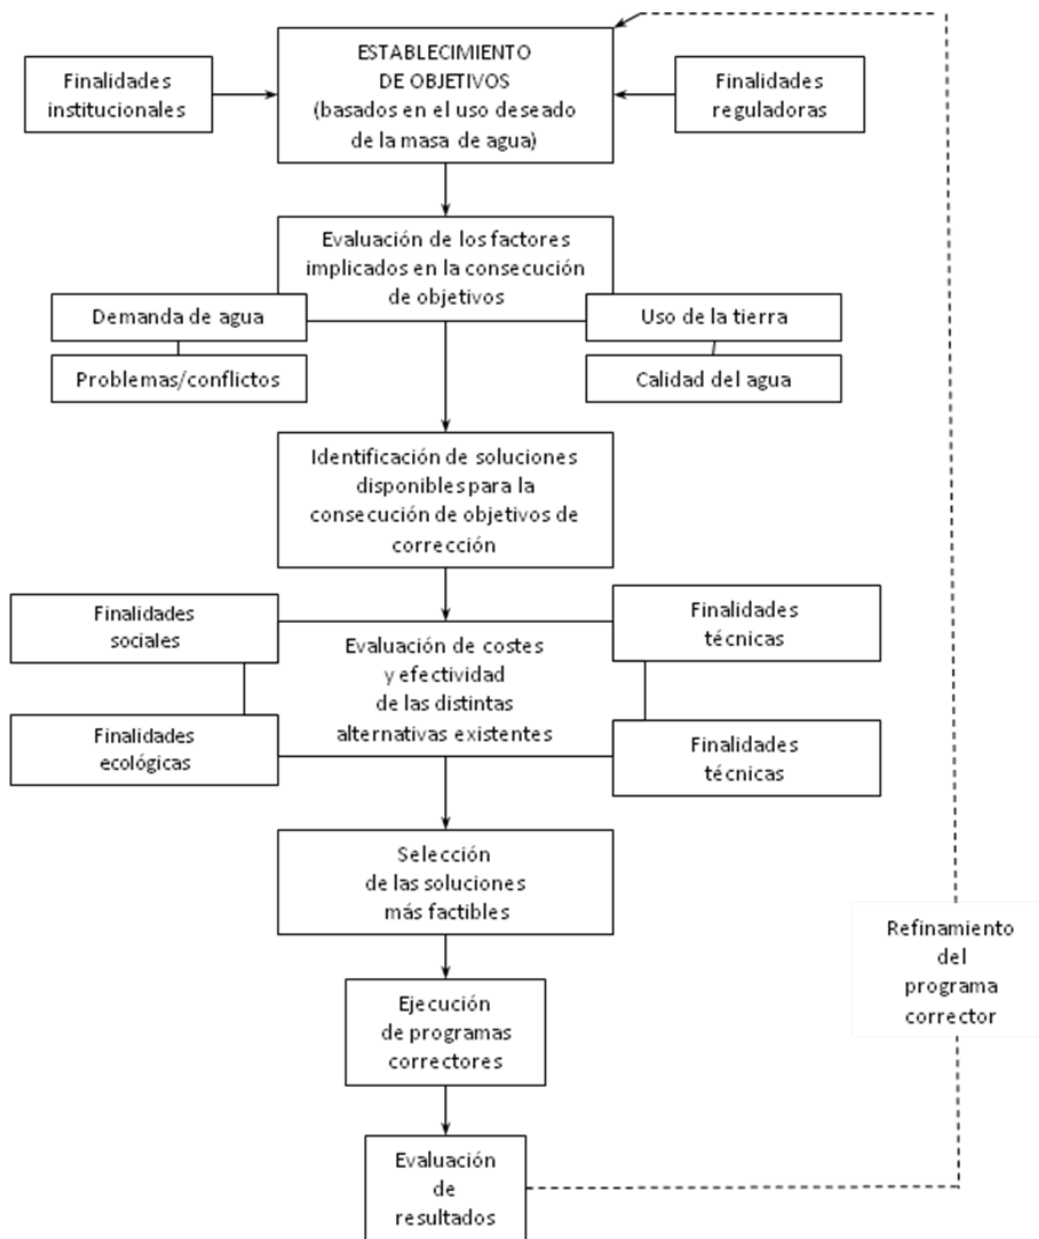 ESTABLECIMIENTO
DE OBJETIVOS
(basados en el uso deseado
de la masa de agua)
Finalidades
institucionales
Finalidades
reguladoras
Evaluación de los factores
implicados en la consecución
de objetivos
Demanda de agua
Uso de la tierra
Problemas/conflictos
Calidad del agua
Identificación de soluciones
disponibles para la
consecución de objetivos de
corrección
Finalidades
sociales
Finalidades
técnicas
Evaluación de costes
y efectividad
de las distintas
alternativas existentes
Finalidades
ecológicas
Finalidades
técnicas
Selección
de las soluciones
más factibles
Refinamiento
del
programa
corrector
Ejecución
de programas
correctores
Evaluación
de
resultados